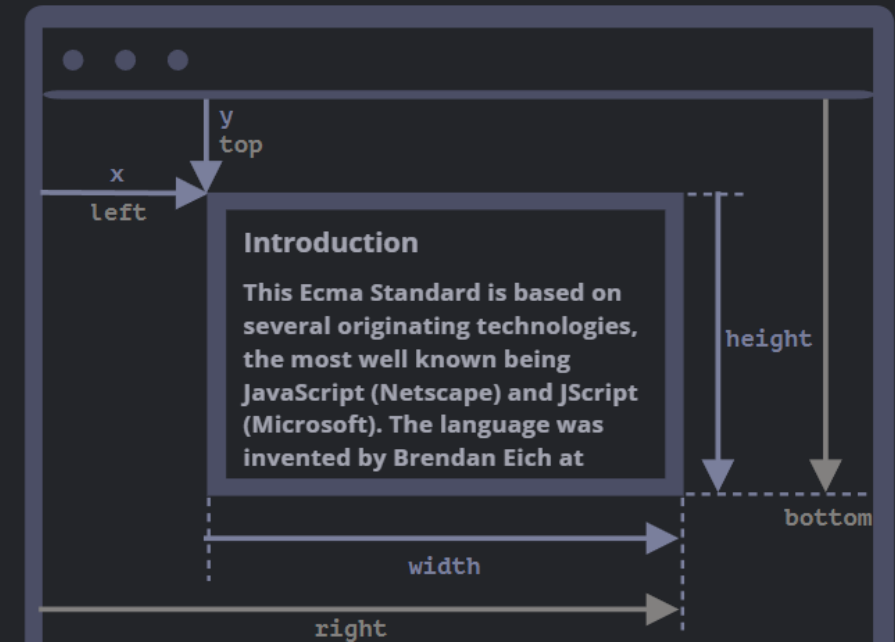 y
top
x
left
Introduction
This Ecma Standard is based on
several originating technologies,
the most well known being
JavaScript (Netscape) and JScript
(Microsoft). The language was
invented by Brendan Eich at
height
bottom
width
right